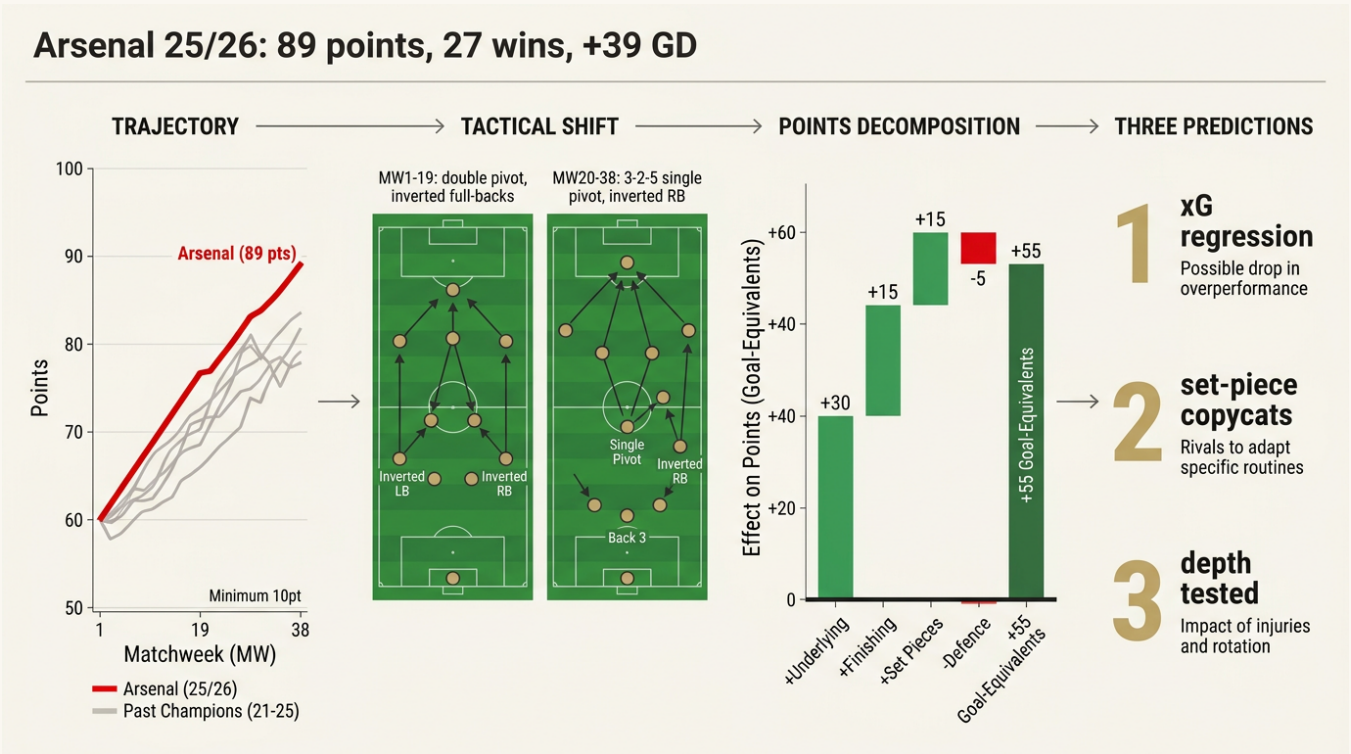 Arsenal 25/26: 89 points, 27 wins, +39 GD
TRAJECTORY
TACTICAL SHIFT
POINTS DECOMPOSITION
THREE PREDICTIONS
100
90
80
70
60
50
Points
Arsenal (89 pts)
Minimum 10pt
1
19
38
Matchweek (MW)
Arsenal (25/26)
Past Champions (21-25)
MW1-19: double pivot,
inverted full-backs
Inverted
LB
Inverted
RB
MW20-38: 3-2-5 single
pivot, inverted RB
Single
Pivot
Inverted
RB
Back 3
Effect on Points (Goal-Equivalents)
+60
+40
+40
+20
0
+30
+15
+15
-5
+55
+55 Goal-Equivalents
+Underlying
+Finishing
+Set Pieces
-Defence
+55
Goal-Equivalents
1
xG
regression
Possible drop in
overperformance
2
set-piece
copycats
Rivals to adapt
specific routines
3
depth
tested
Impact of injuries
and rotation